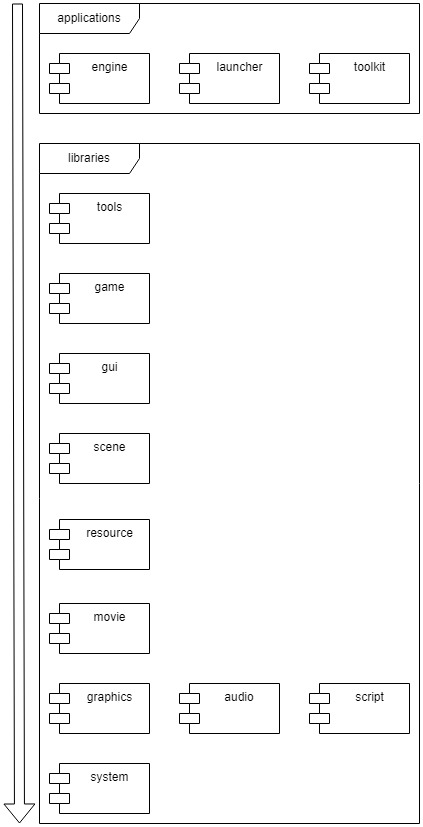 applications
engine
launcher
toolkit
libraries
tools
game
gui
scene
resource
movie
graphics
audio
script
system